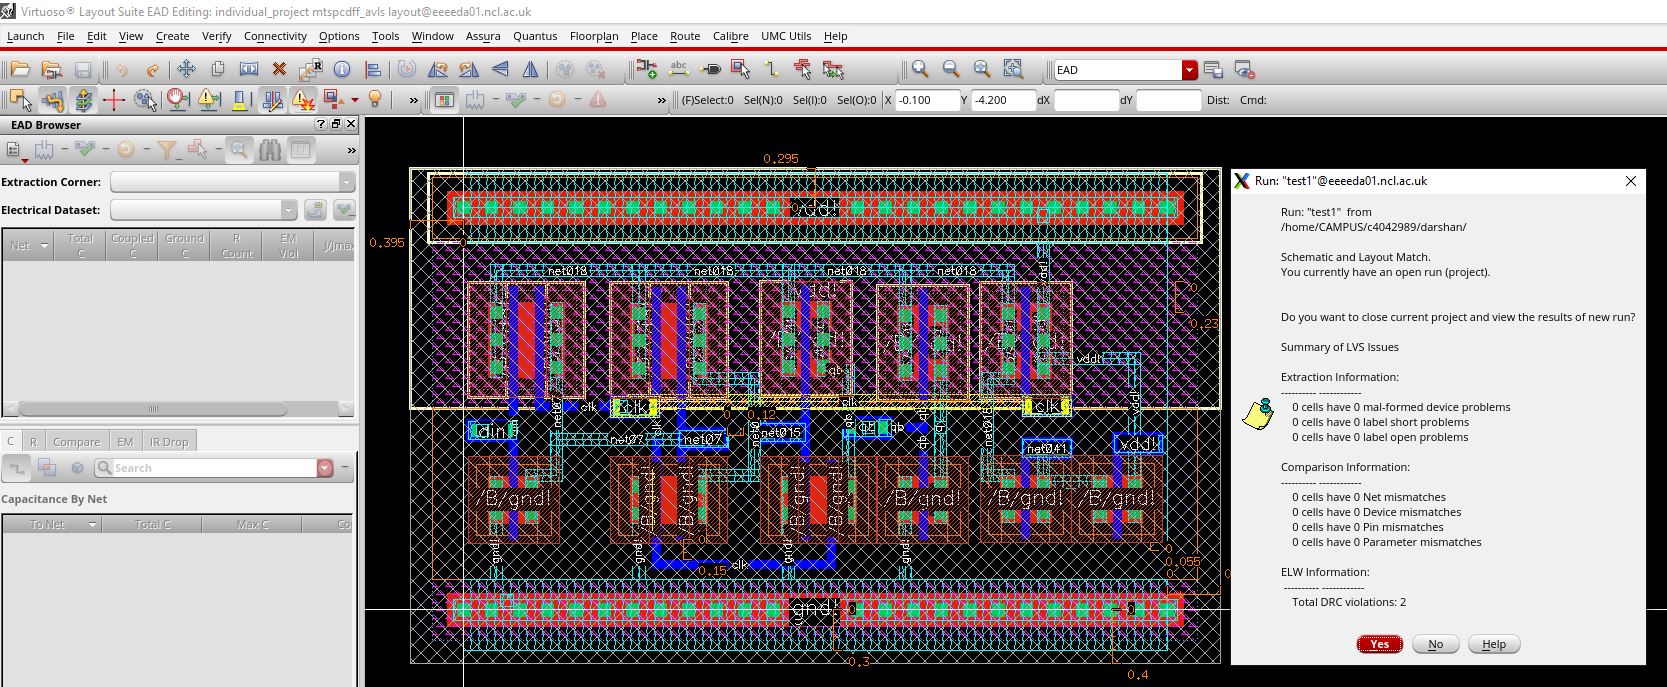 Virtuoso® Layout Suite EAD Editing: individual_project mtspcdff_avls layout@eeeeda01.ncl.ac.uk
Launch File Edit View Create Verify Connectivity Options Tools Window Assura Quantus Floorplan Place Route Calibre UMC Utils Help
EAD
» » (F)Select:0 Sel(N):0 Sel(I):0 Sel(O):0 X -0.100 Y -4.200 dX dY Dist: Cmd:
EAD Browser
»
Extraction Corner:
Electrical Dataset:
Net Total C Coupled C Ground C R Count EM Viol J/Jmax
C R Compare EM IR Drop
Search
Capacitance By Net
To Net Total C Max C Co
0.295
0.395
net018 net018 net018 net018
0.23
vddl
clk clk clk
0.12
din net07 net07 net015 qb
net041 vdd!
/B/gnd! /B/gnd! /B/gnd! /B/gnd! /B/gnd! /B/gnd!
gnd! gnd! gnd! gnd!
0.15 clk
0.055
gnd!
0.3
0.4
Run: "test1"@eeeeda01.ncl.ac.uk
Run: "test1" from
/home/CAMPUS/c4042989/darshan/
Schematic and Layout Match.
You currently have an open run (project).
Do you want to close current project and view the results of new run?
Summary of LVS Issues
Extraction Information:
---------- ------------
0 cells have 0 mal-formed device problems
0 cells have 0 label short problems
0 cells have 0 label open problems
Comparison Information:
---------- ------------
0 cells have 0 Net mismatches
0 cells have 0 Device mismatches
0 cells have 0 Pin mismatches
0 cells have 0 Parameter mismatches
ELW Information:
---------- ------------
Total DRC violations: 2
Yes No Help